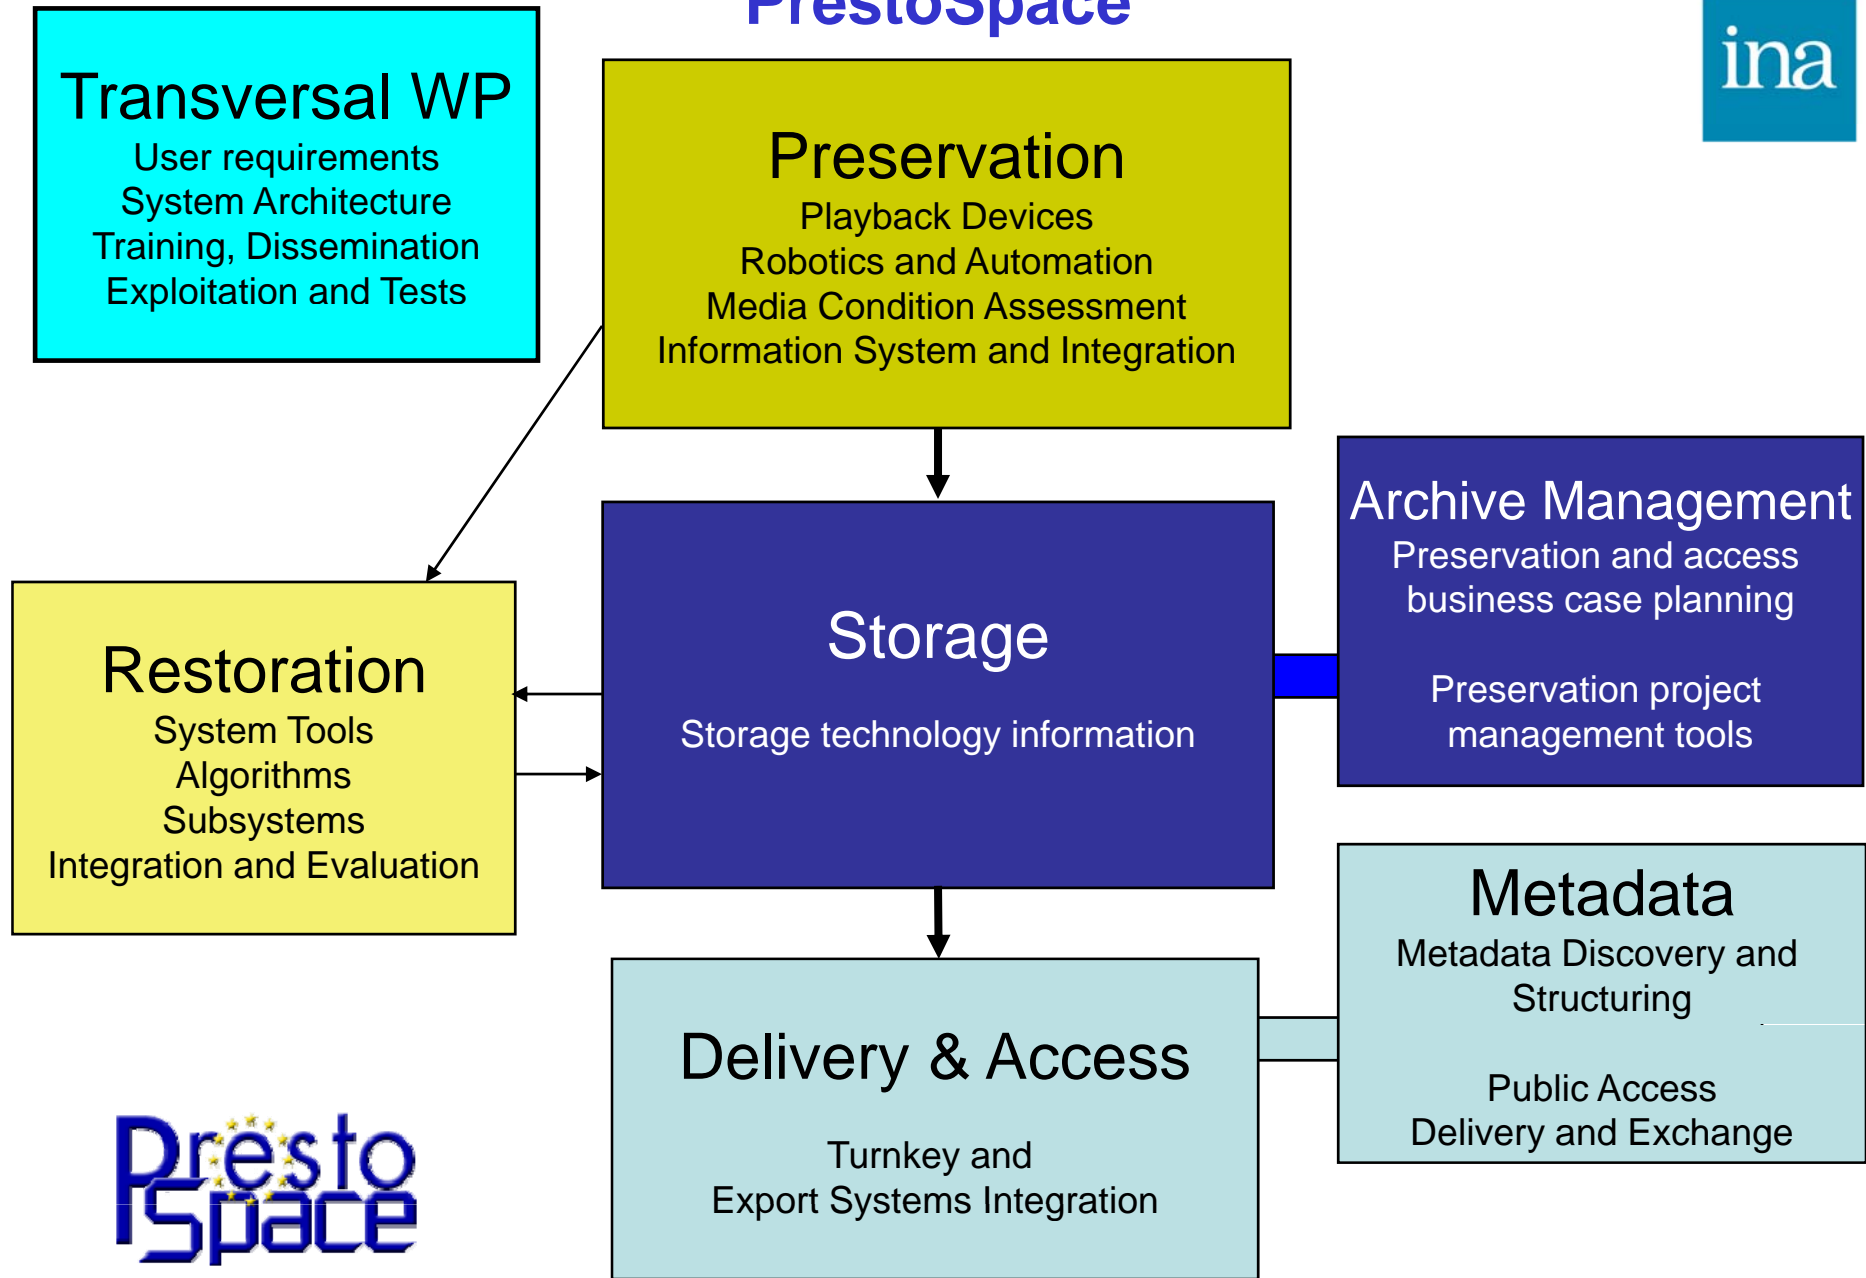 PrestoSpace
ina
Transversal WP
User requirements
System Architecture
Training, Dissemination
Exploitation and Tests
Preservation
Playback Devices
Robotics and Automation
Media Condition Assessment
Information System and Integration
Archive Management
Preservation and access
business case planning
Preservation project
management tools
Storage
Storage technology information
Restoration
System Tools
Algorithms
Subsystems
Integration and Evaluation
Metadata
Metadata Discovery and
Structuring
Public Access
Delivery and Exchange
Delivery & Access
Turnkey and
Export Systems Integration
Presto
Space